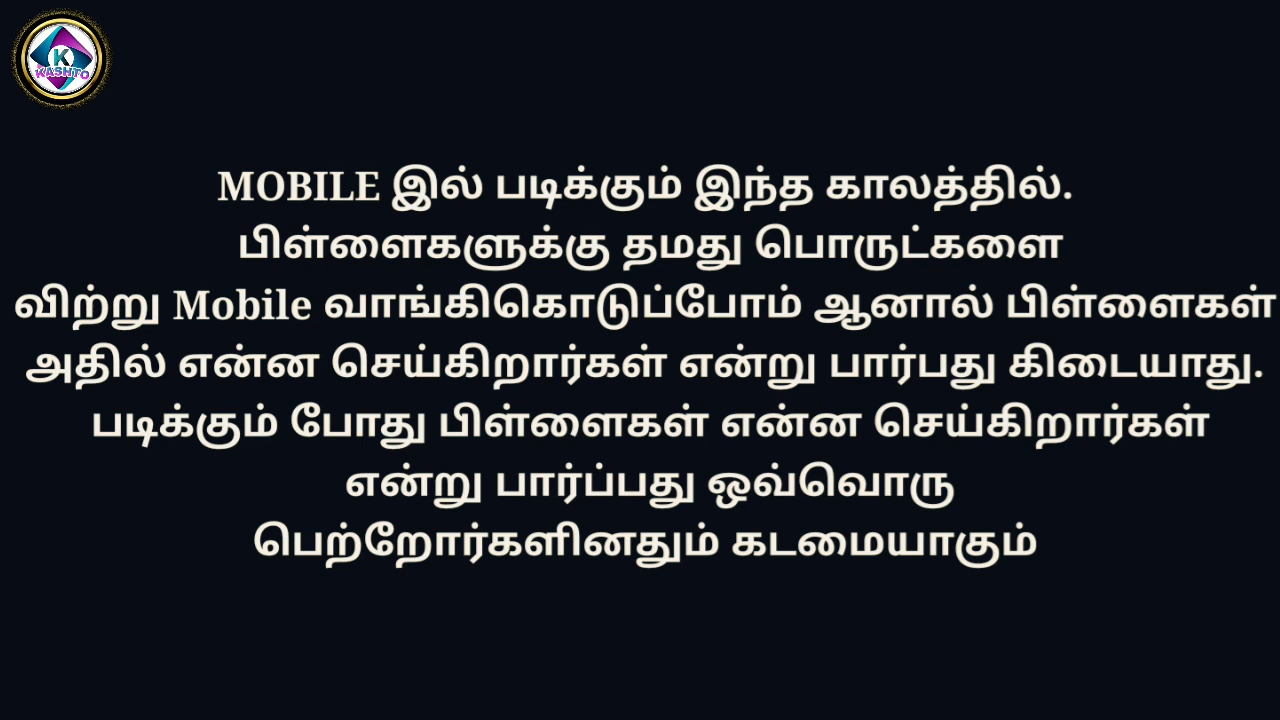 K
KASHTO
MOBILE இல் படிக்கும் இந்த காலத்தில்.
பிள்ளைகளுக்கு தமது பொருட்களை
விற்று Mobile வாங்கிகொடுப்போம் ஆனால் பிள்ளைகள்
அதில் என்ன செய்கிறார்கள் என்று பார்பது கிடையாது.
படிக்கும் போது பிள்ளைகள் என்ன செய்கிறார்கள்
என்று பார்ப்பது ஒவ்வொரு
பெற்றோர்களினதும் கடமையாகும்